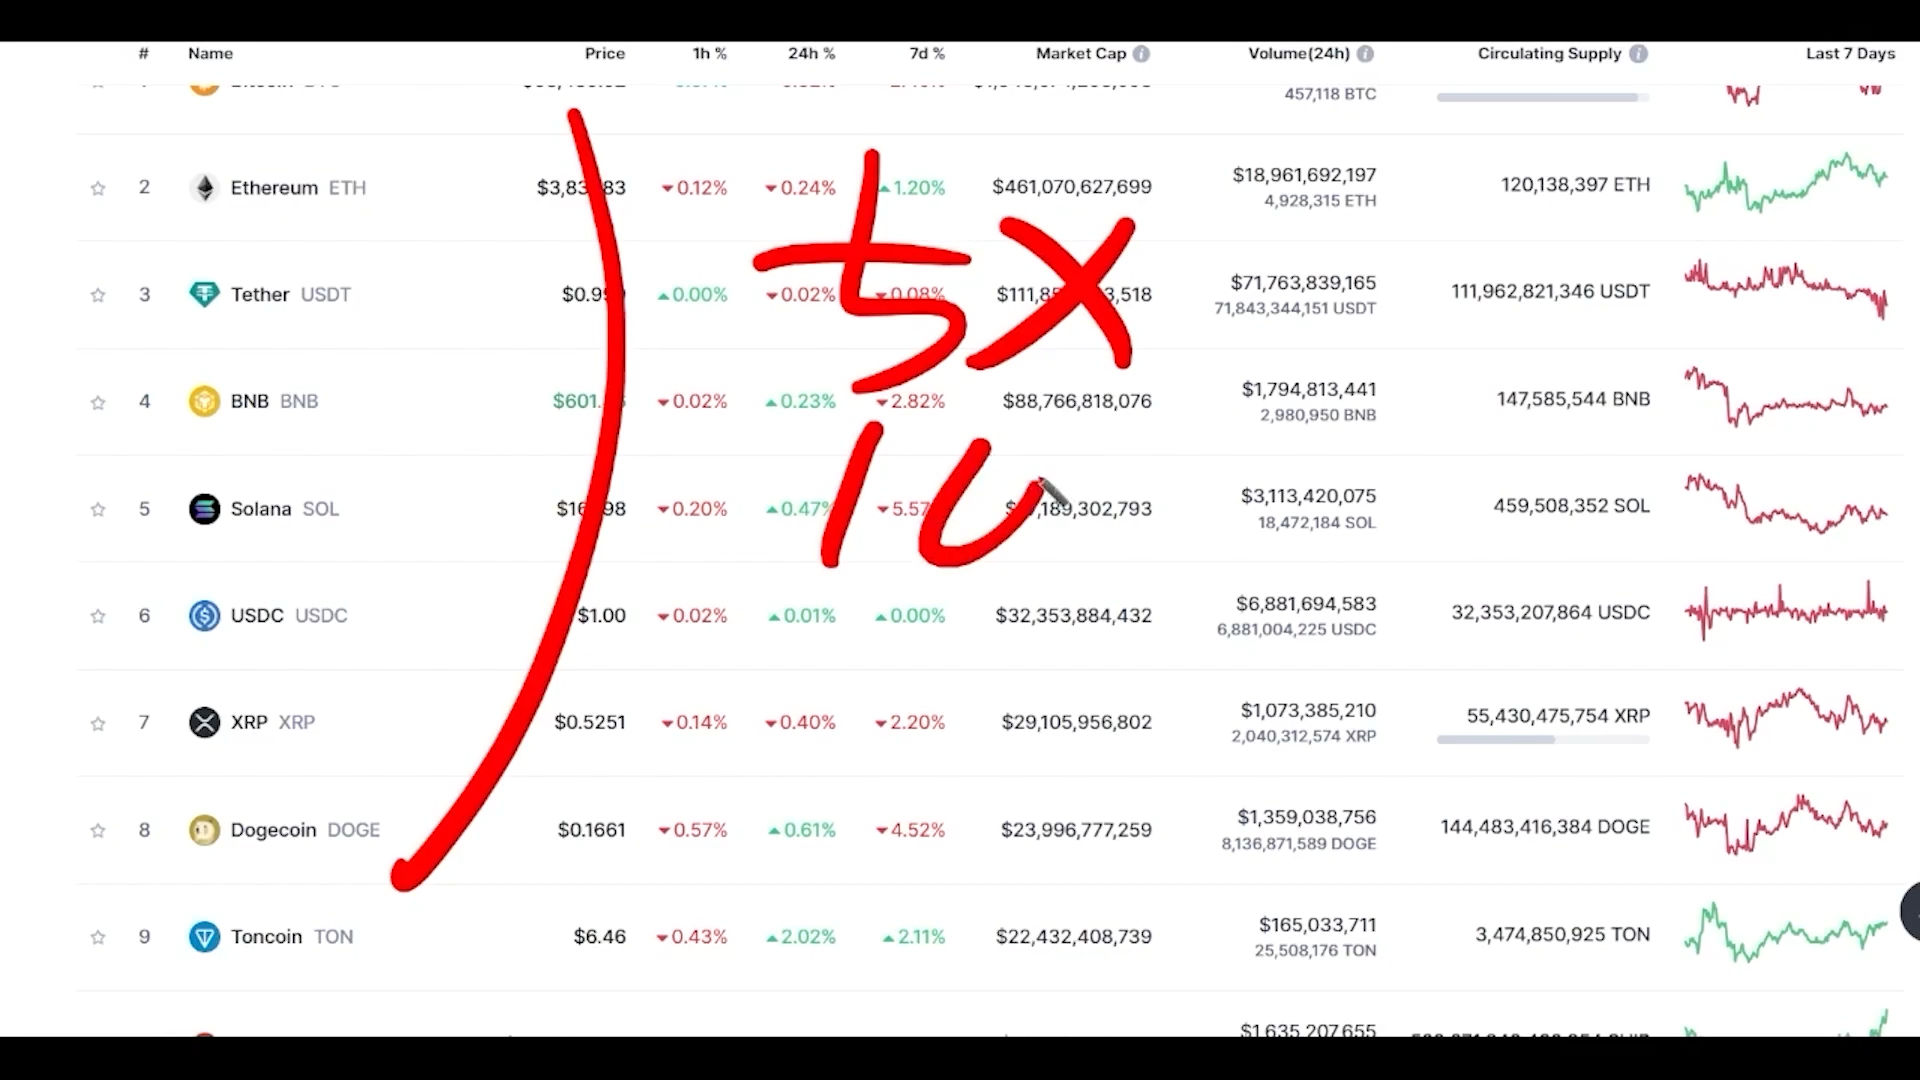 # Name Price 1h % 24h % 7d % Market Cap Volume(24h) Circulating Supply Last 7 Days
457,118 BTC
2 Ethereum ETH 0.12% 0.24% 1.20% $461,070,627,699 $18,961,692,197 120,138,397 ETH
4,928,315 ETH
5X
3 Tether USDT 0.00% 0.02% 0.08% $71,763,839,165 111,962,821,346 USDT
71,843,344,151 USDT
4 BNB BNB 0.02% 0.23% 2.82% $88,766,818,076 $1,794,813,441 147,585,544 BNB
2,980,950 BNB
10
5 Solana SOL 0.20% 0.47% $3,113,420,075 459,508,352 SOL
18,472,184 SOL
6 USDC USDC $1.00 0.02% 0.01% 0.00% $32,353,884,432 $6,881,694,583 32,353,207,864 USDC
6,881,004,225 USDC
7 XRP XRP $0.5251 0.14% 0.40% 2.20% $29,105,956,802 $1,073,385,210 55,430,475,754 XRP
2,040,312,574 XRP
8 Dogecoin DOGE $0.1661 0.57% 0.61% 4.52% $23,996,777,259 $1,359,038,756 144,483,416,384 DOGE
8,136,871,589 DOGE
9 Toncoin TON $6.46 0.43% 2.02% 2.11% $22,432,408,739 $165,033,711 3,474,850,925 TON
25,508,176 TON
$1,635,207,655